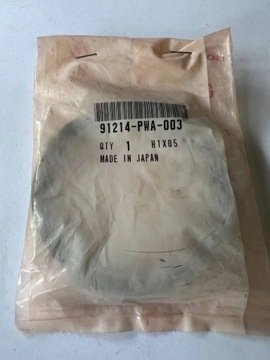 91214-PWA-003
QTY 1 H1X05
MADE IN JAPAN